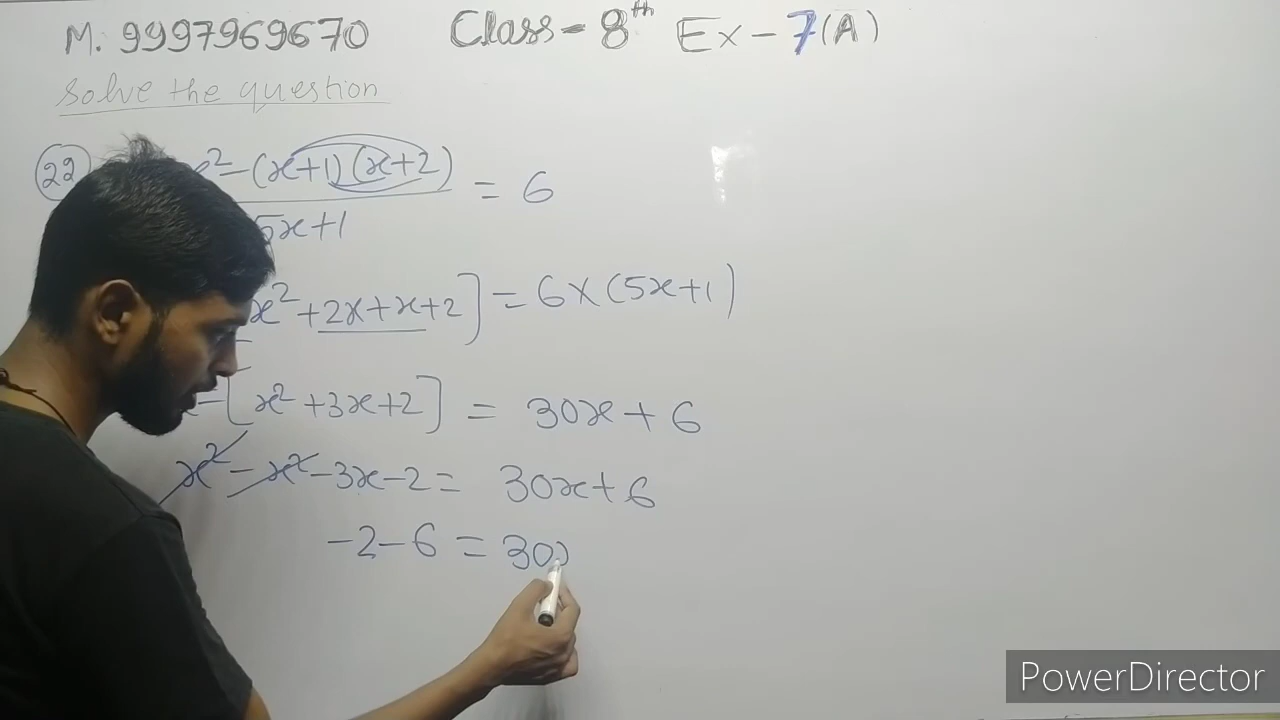 M. 9997969670 Class - 8th Ex - 7(A)
Solve the question
22 x² - (x+1)(x+2) = 6
5x+1
x² + 2x + x + 2] = 6 × (5x+1)
- [x² + 3x + 2] = 30x + 6
x² - x² - 3x - 2 = 30x + 6
-2 - 6 = 30
PowerDirector